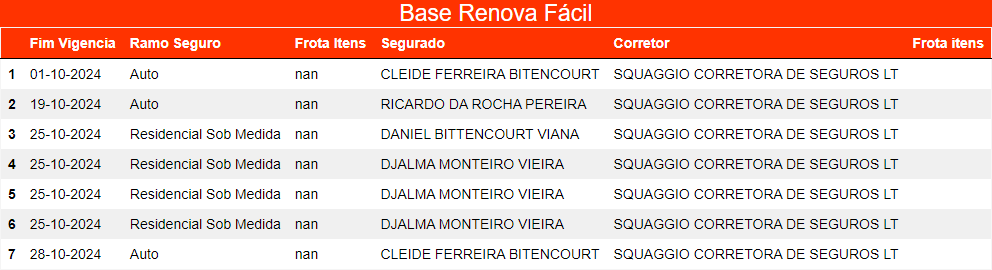 Base Renova Fácil
Fim Vigencia Ramo Seguro Frota Itens Segurado Corretor Frota itens
1 01-10-2024 Auto nan CLEIDE FERREIRA BITENCOURT SQUAGGIO CORRETORA DE SEGUROS LT
2 19-10-2024 Auto nan RICARDO DA ROCHA PEREIRA SQUAGGIO CORRETORA DE SEGUROS LT
3 25-10-2024 Residencial Sob Medida nan DANIEL BITTENCOURT VIANA SQUAGGIO CORRETORA DE SEGUROS LT
4 25-10-2024 Residencial Sob Medida nan DJALMA MONTEIRO VIEIRA SQUAGGIO CORRETORA DE SEGUROS LT
5 25-10-2024 Residencial Sob Medida nan DJALMA MONTEIRO VIEIRA SQUAGGIO CORRETORA DE SEGUROS LT
6 25-10-2024 Residencial Sob Medida nan DJALMA MONTEIRO VIEIRA SQUAGGIO CORRETORA DE SEGUROS LT
7 28-10-2024 Auto nan CLEIDE FERREIRA BITENCOURT SQUAGGIO CORRETORA DE SEGUROS LT